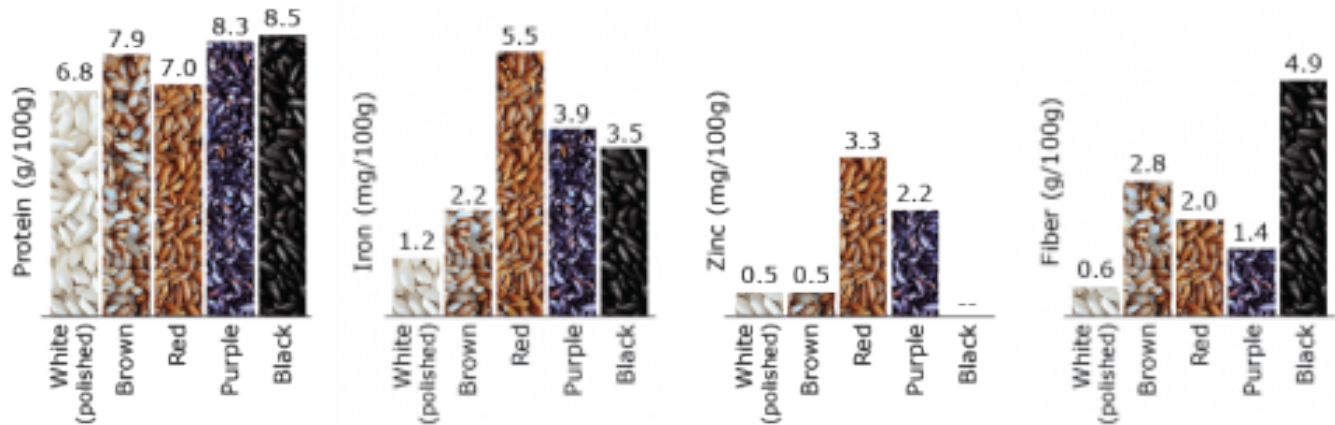 Protein (g/100g)
6.8
7.9
7.0
8.3
8.5
White
(polished)
Brown
Red
Purple
Black
Iron (mg/100g)
1.2
2.2
5.5
3.9
3.5
White
(polished)
Brown
Red
Purple
Black
Zinc (mg/100g)
0.5
0.5
3.3
2.2
--
White
(polished)
Brown
Red
Purple
Black
Fiber (g/100g)
0.6
2.8
2.0
1.4
4.9
White
(polished)
Brown
Red
Purple
Black